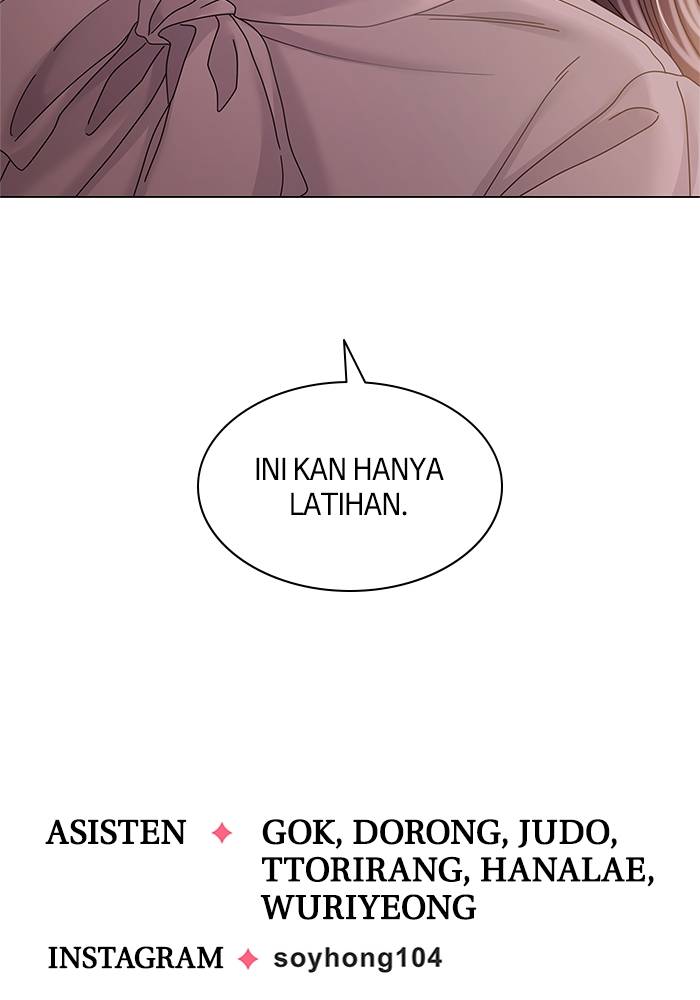 INI KAN HANYA
LATIHAN.
ASISTEN ✦ GOK, DORONG, JUDO,
TTORIRANG, HANALAE,
WURIYEONG
INSTAGRAM ✦ soyhong104